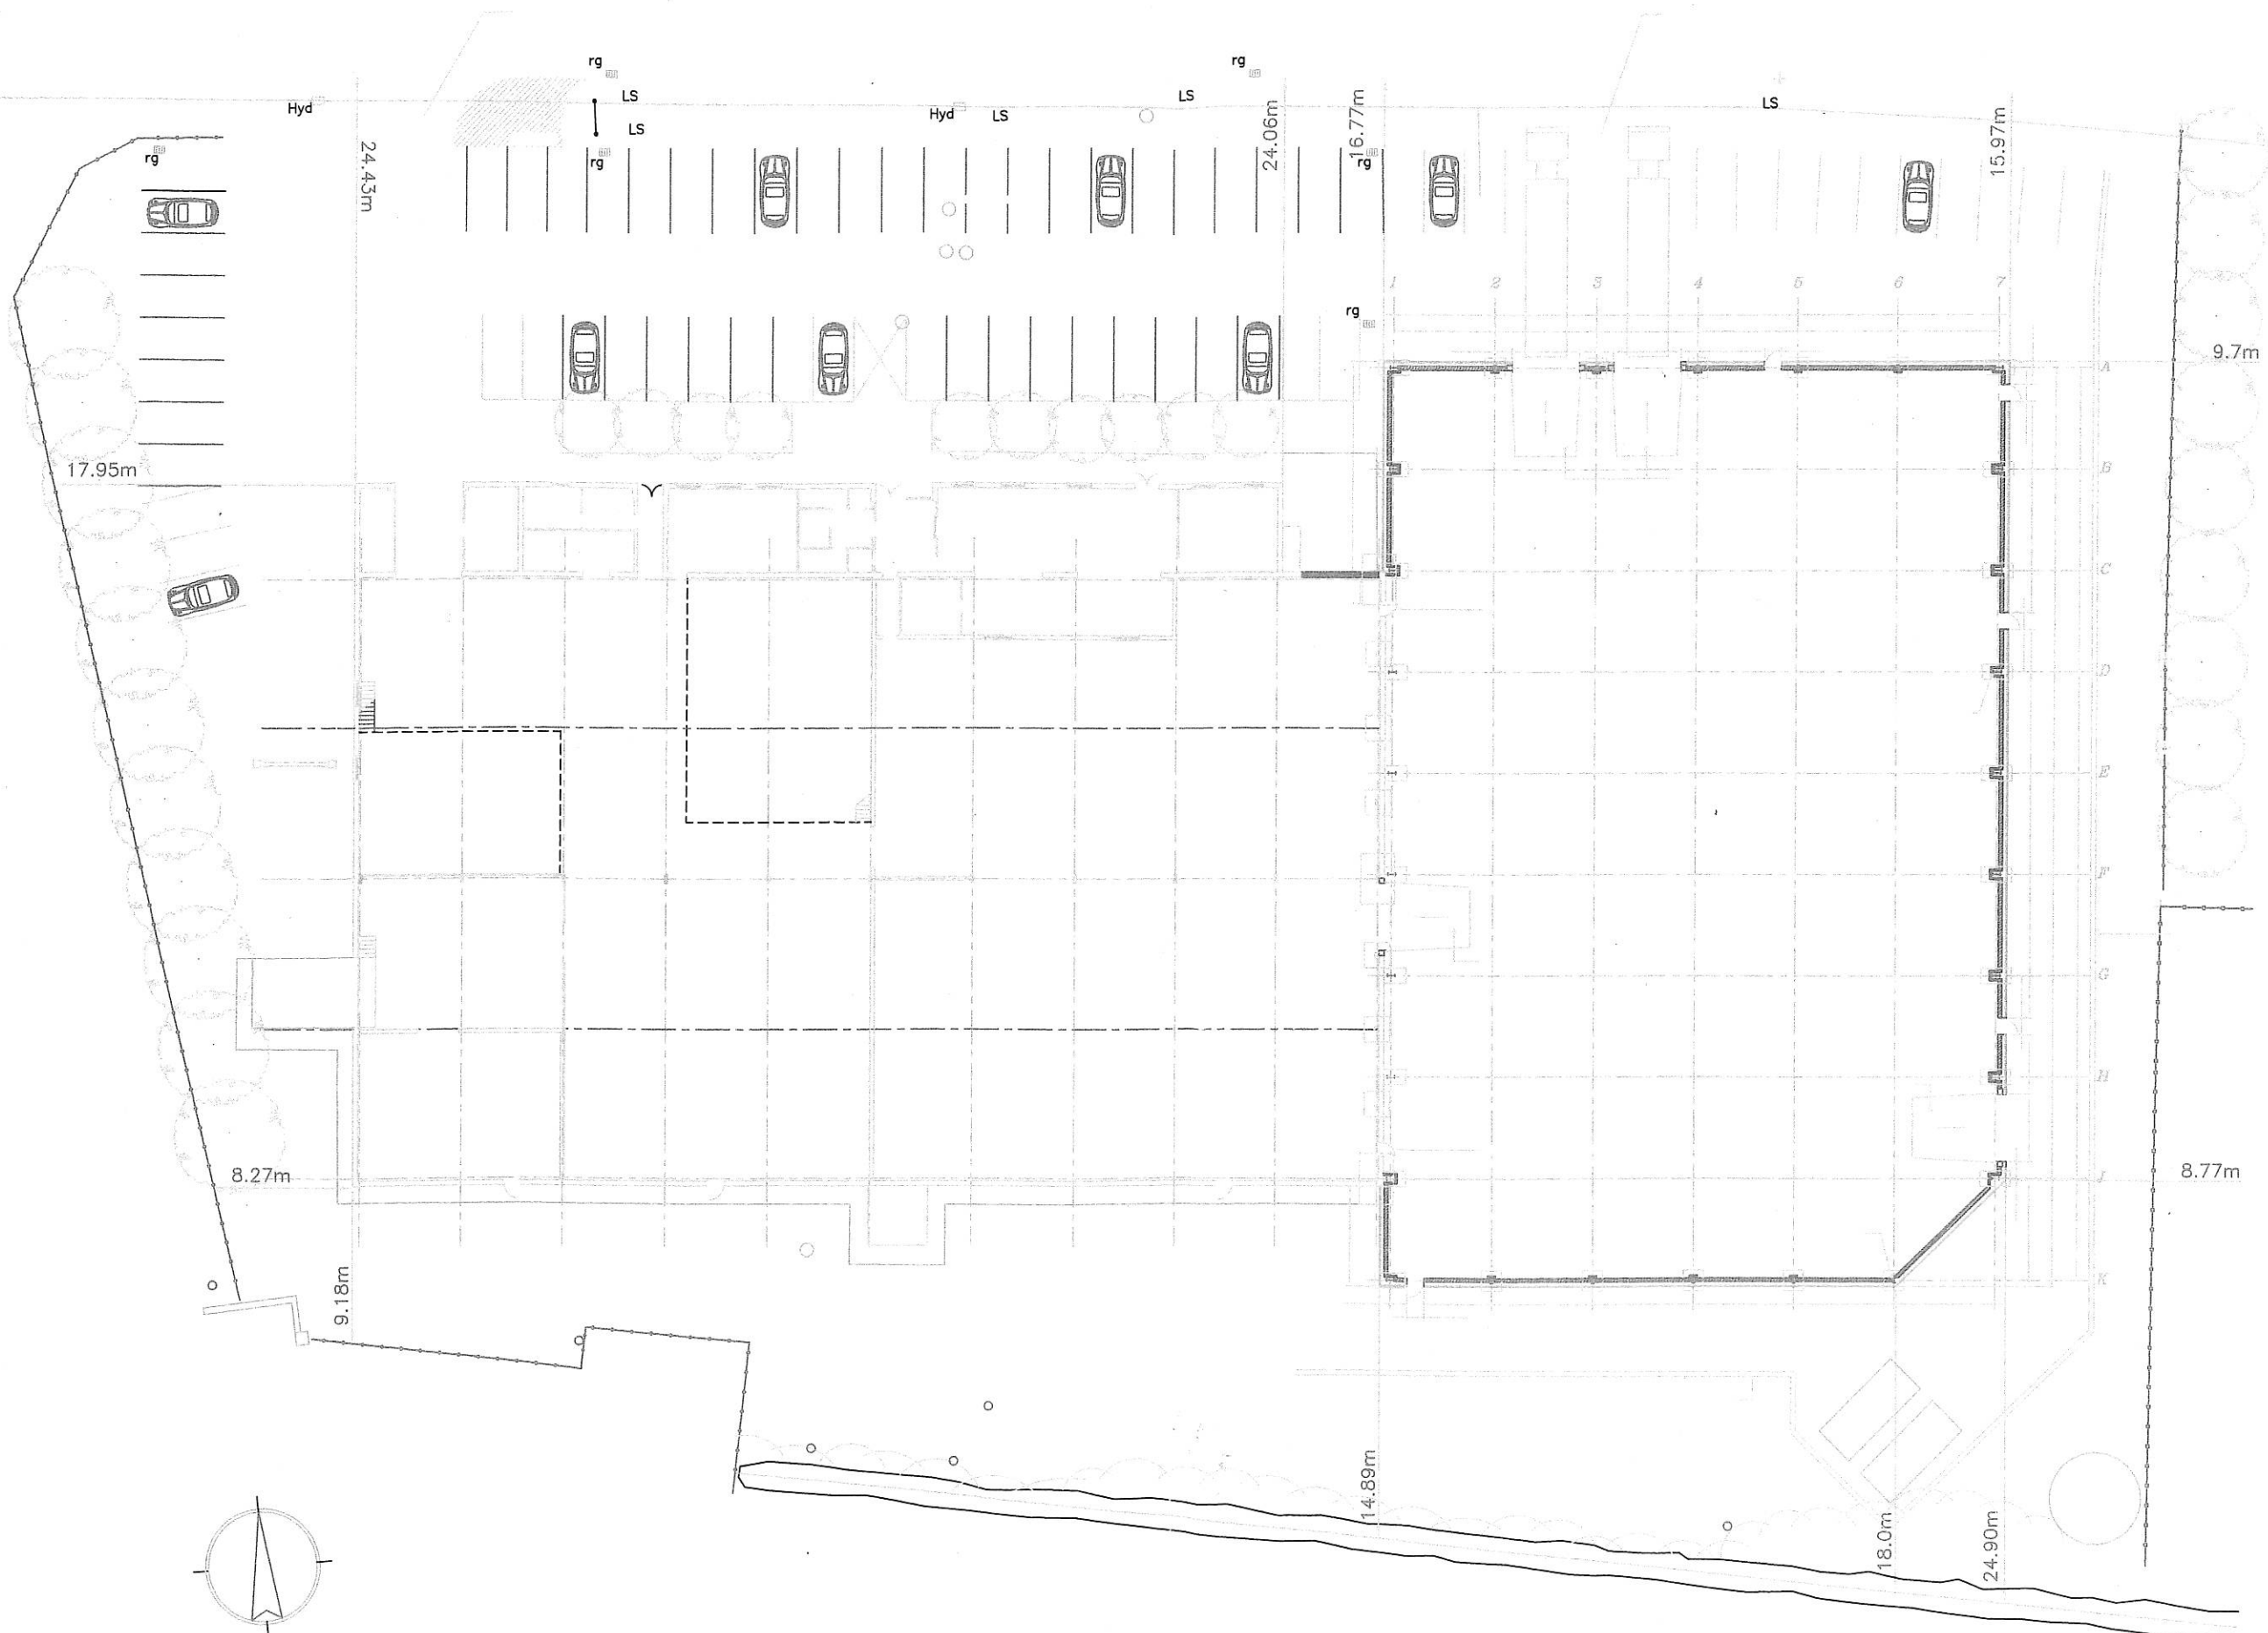 rg
rg
LS
LS
LS
Hyd
Hyd
LS
24.06m
16.77m
LS
15.97m
rg
24.43m
LS
rg
rg
1
2
3
4
5
6
7
rg
9.7m
A
17.95m
B
C
D
E
F
G
H
8.27m
J
8.77m
9.18m
K
14.89m
18.0m
24.90m